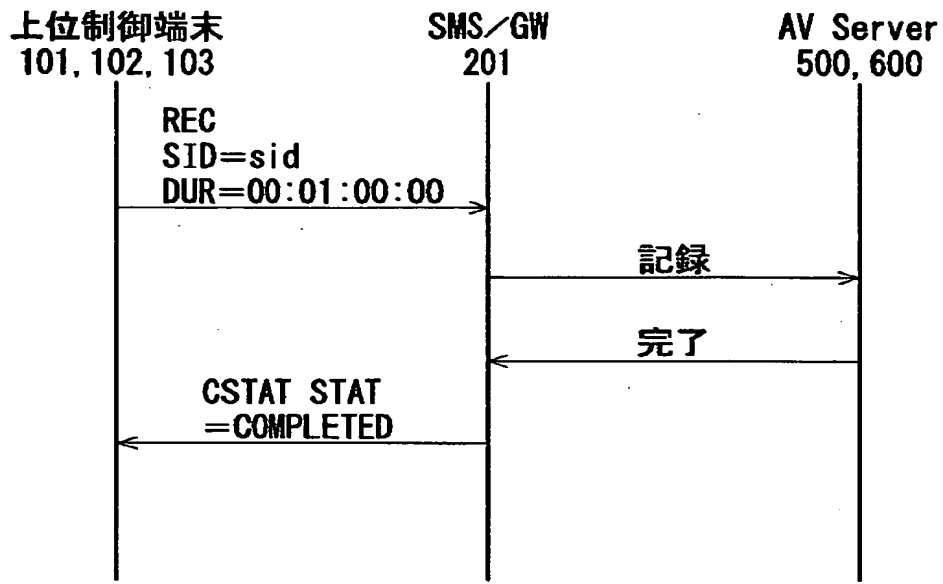 上位制御端末
101, 102, 103
SMS/GW
201
AV Server
500, 600
REC
SID=sid
DUR=00:01:00:00
記録
完了
CSTAT STAT
=COMPLETED